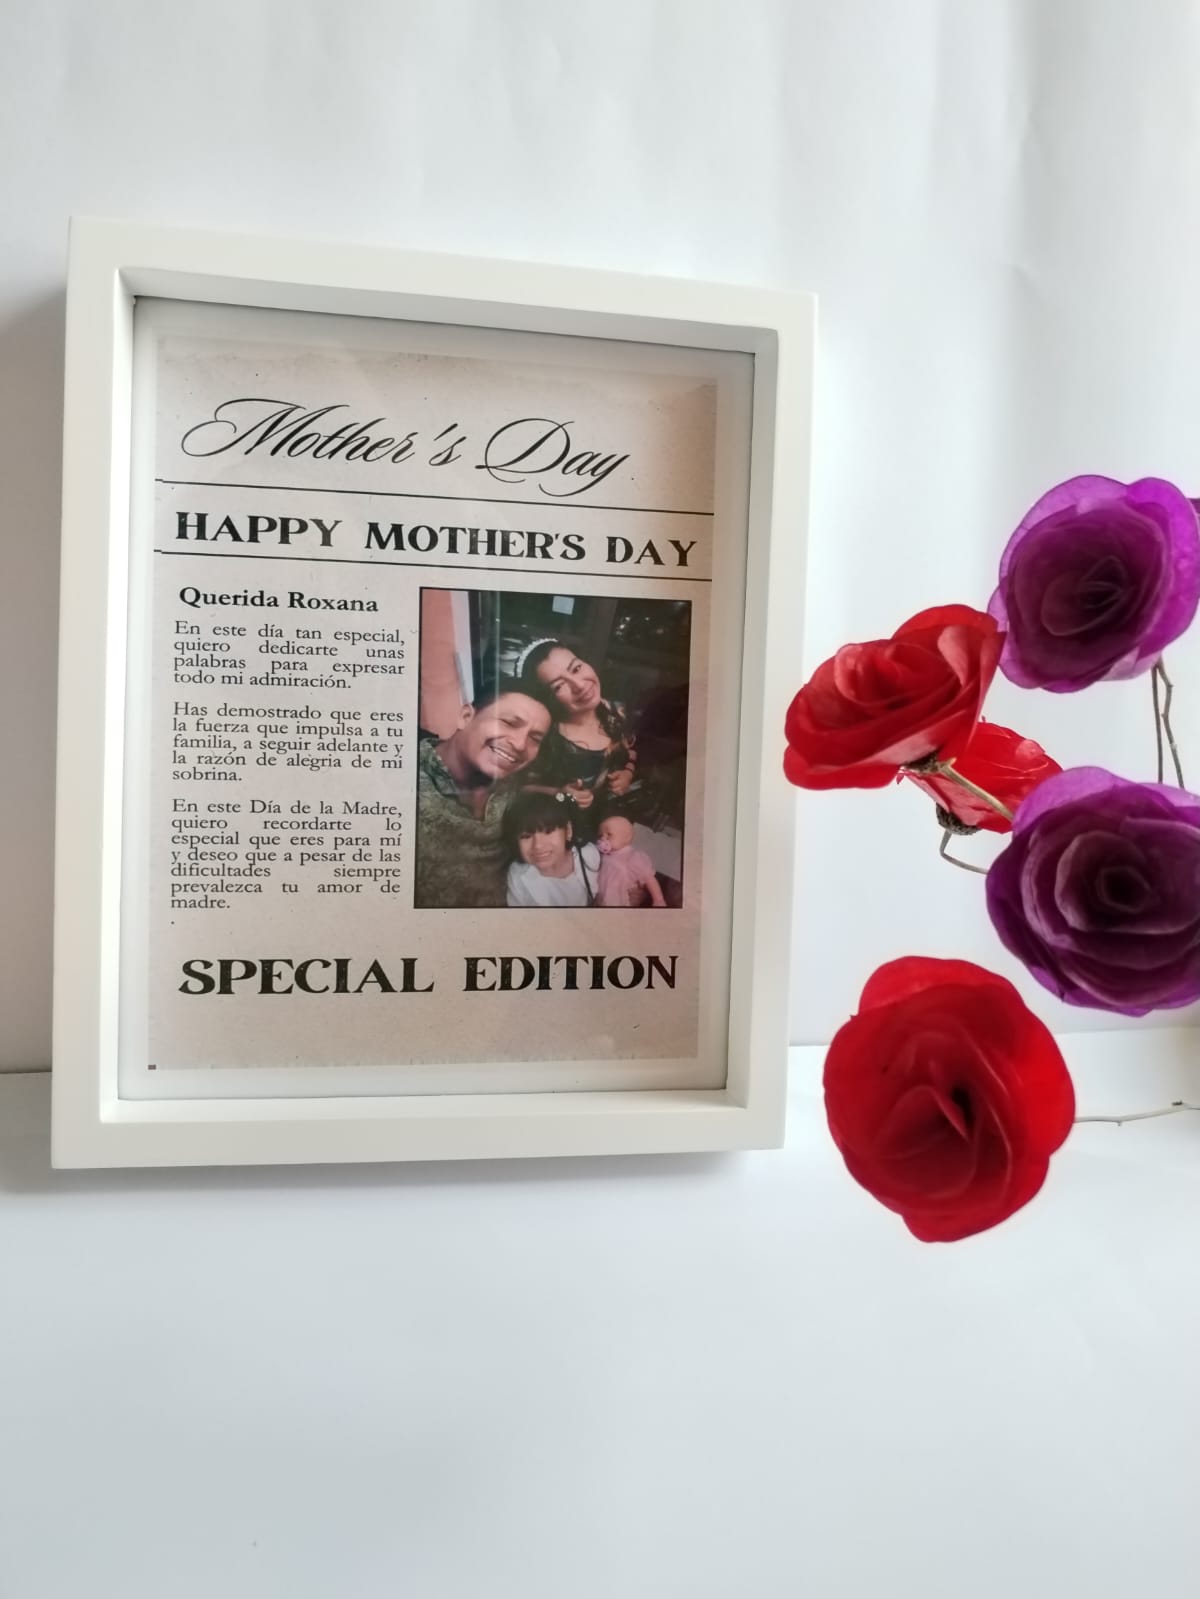 Mother's Day
HAPPY MOTHER'S DAY
Querida Roxana
En este día tan especial,
quiero dedicarte unas
palabras para expresar
todo mi admiración.
Has demostrado que eres
la fuerza que impulsa a tu
familia, a seguir adelante y
la razón de alegria de mi
sobrina.
En este Día de la Madre,
quiero recordarte lo
especial que eres para mí
y deseo que a pesar de las
dificultades siempre
prevalezca tu amor de
madre.
.
SPECIAL EDITION